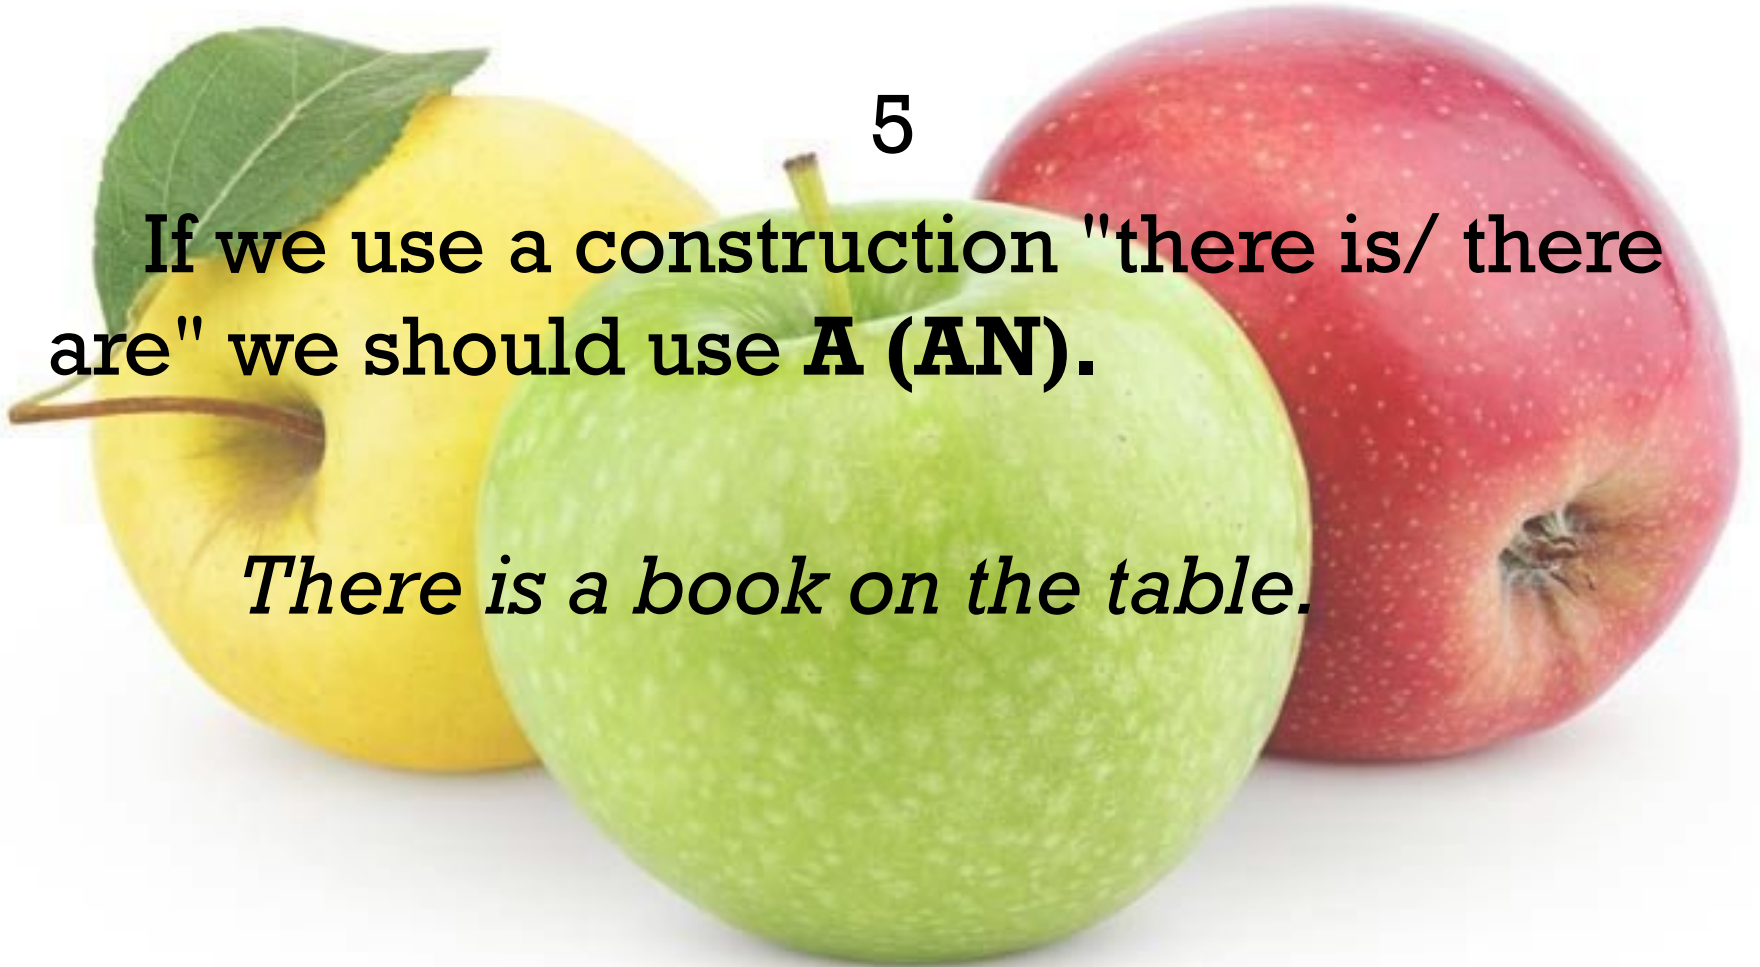 5
If we use a construction "there is/ there
are" we should use A (AN).
There is a book on the table.